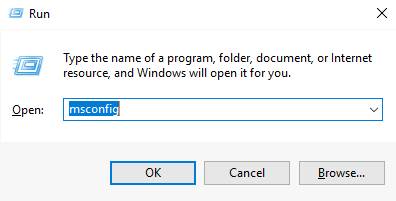 Run
Type the name of a program, folder, document, or Internet
resource, and Windows will open it for you.
Open: msconfig
OK Cancel Browse...